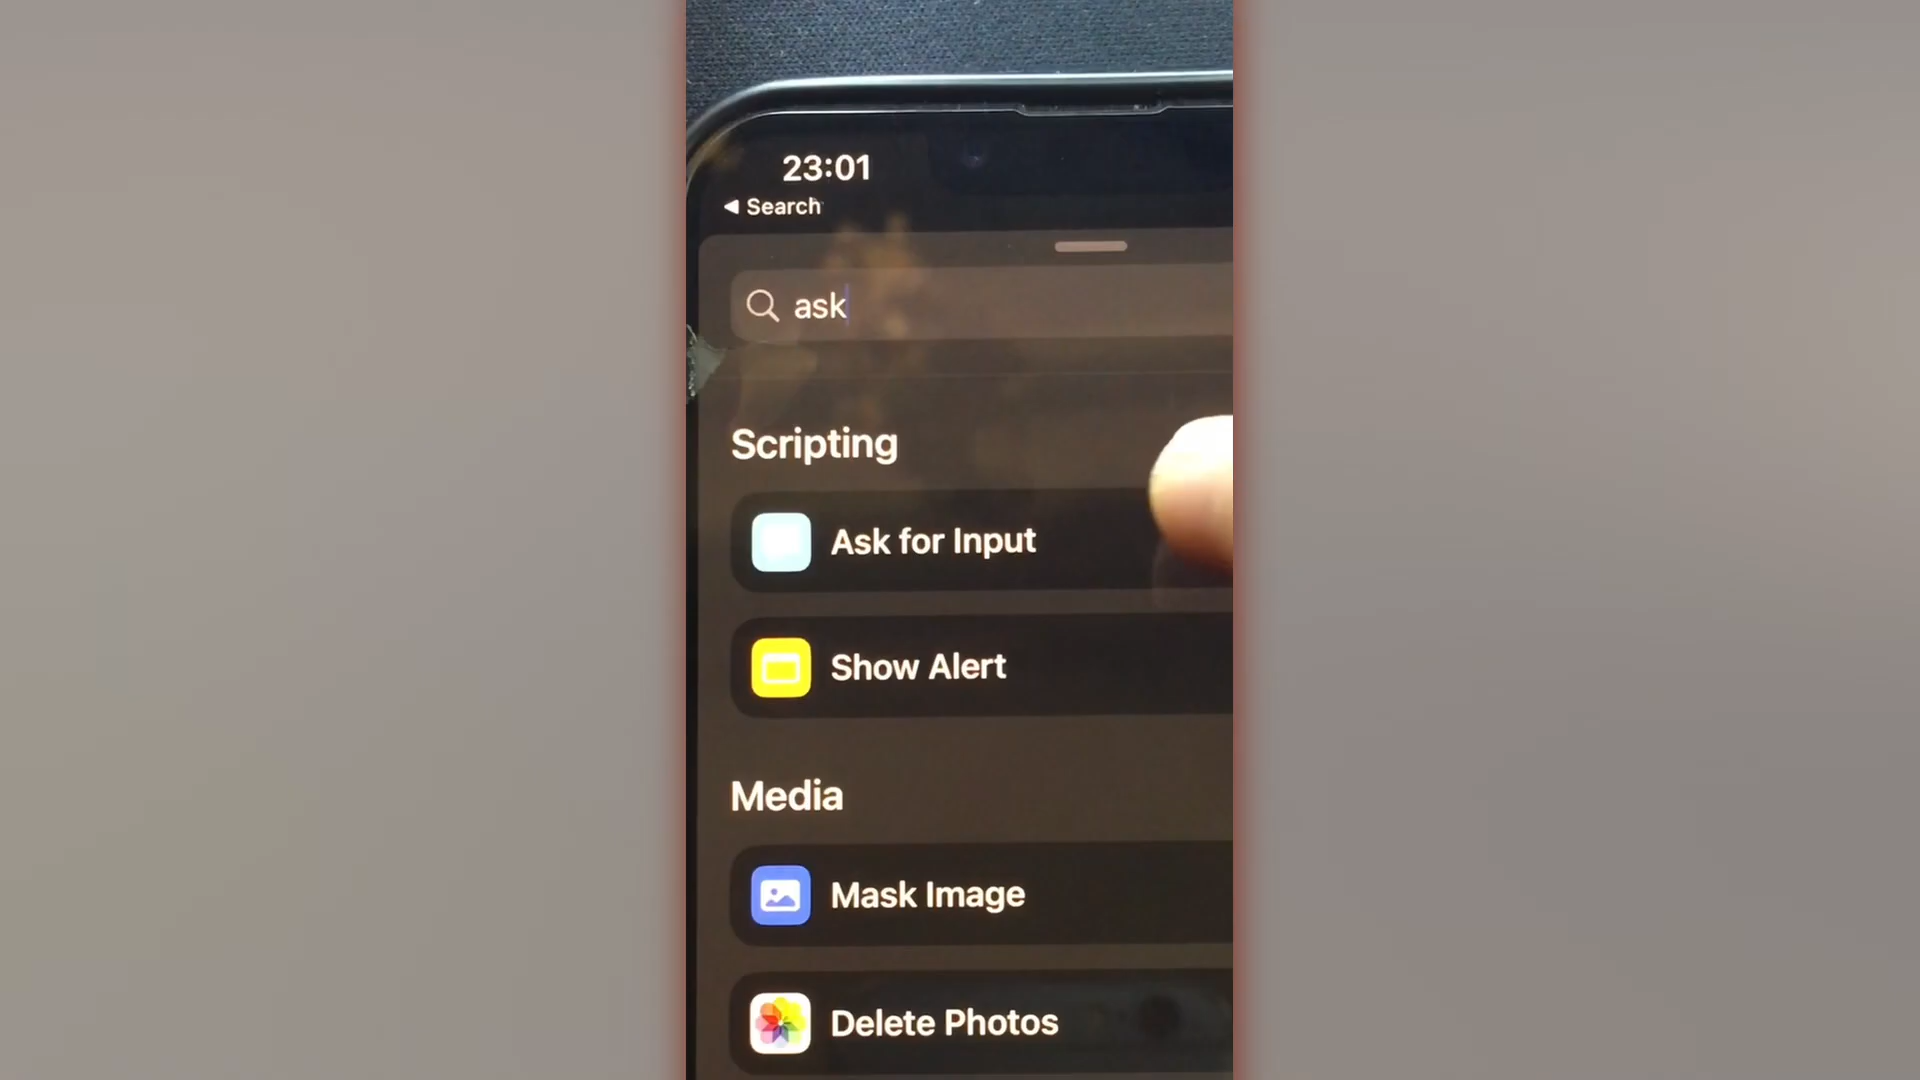 23:01
◀ Search
ask
Scripting
Ask for Input
Show Alert
Media
Mask Image
Delete Photos